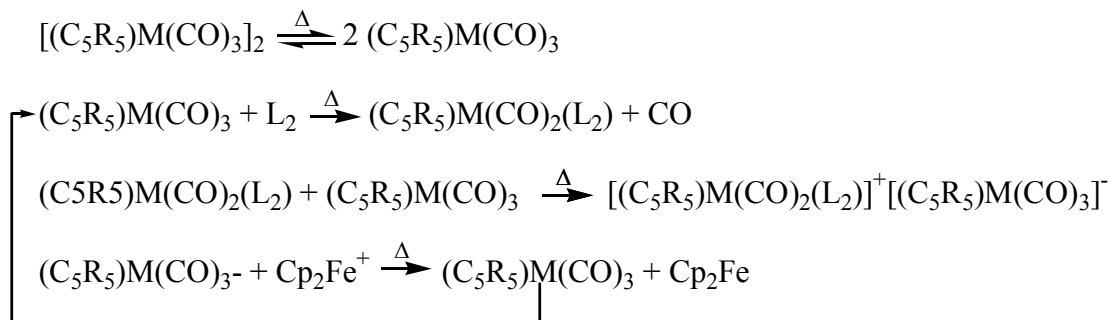 [(C₅R₅)M(CO)₃]₂ Δ ⇌ 2 (C₅R₅)M(CO)₃
(C₅R₅)M(CO)₃ + L₂ Δ → (C₅R₅)M(CO)₂(L₂) + CO
(C5R5)M(CO)₂(L₂) + (C₅R₅)M(CO)₃ Δ → [(C₅R₅)M(CO)₂(L₂)]⁺[(C₅R₅)M(CO)₃]⁻
(C₅R₅)M(CO)₃- + Cp₂Fe⁺ Δ → (C₅R₅)M(CO)₃ + Cp₂Fe